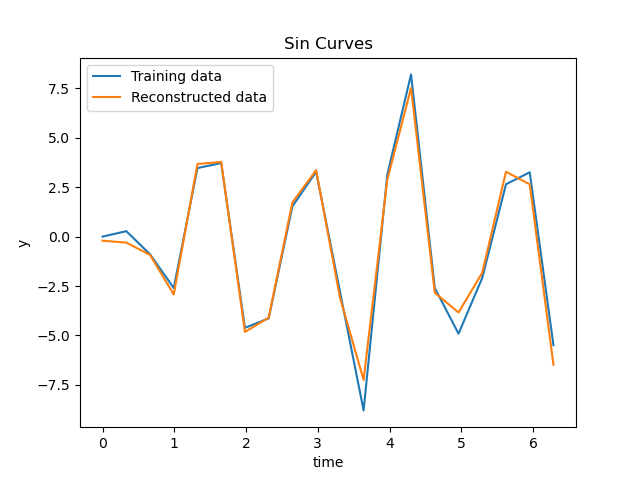 Sin Curves
Training data
Reconstructed data
7.5
5.0
2.5
0.0
−2.5
−5.0
−7.5
y
0 1 2 3 4 5 6
time